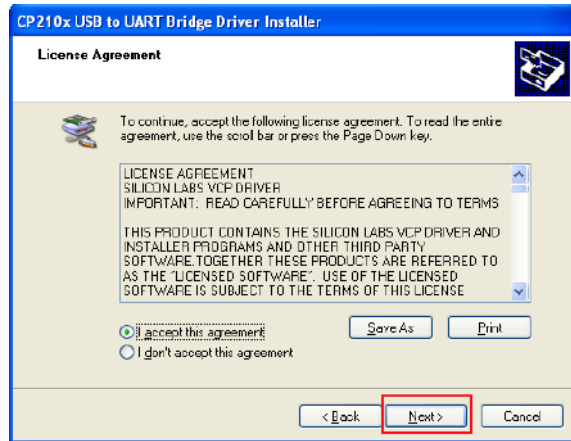 CP210x USB to UART Bridge Driver Installer
License Agreement
To continue, accept the following license agreement. To read the entire
agreement, use the scroll bar or press the Page Down key.
LICENSE AGREEMENT
SILICON LABS VCP DRIVER
IMPORTANT: READ CAREFULLY BEFORE AGREEING TO TERMS
THIS PRODUCT CONTAINS THE SILICON LABS VCP DRIVER AND
INSTALLER PROGRAMS AND OTHER THIRD PARTY
SOFTWARE.TOGETHER THESE PRODUCTS ARE REFERRED TO
AS THE "LICENSED SOFTWARE". USE OF THE LICENSED
SOFTWARE IS SUBJECT TO THE TERMS OF THIS LICENSE
I accept this agreement
Save As
Print
I don't accept this agreement
< Back
Next >
Cancel